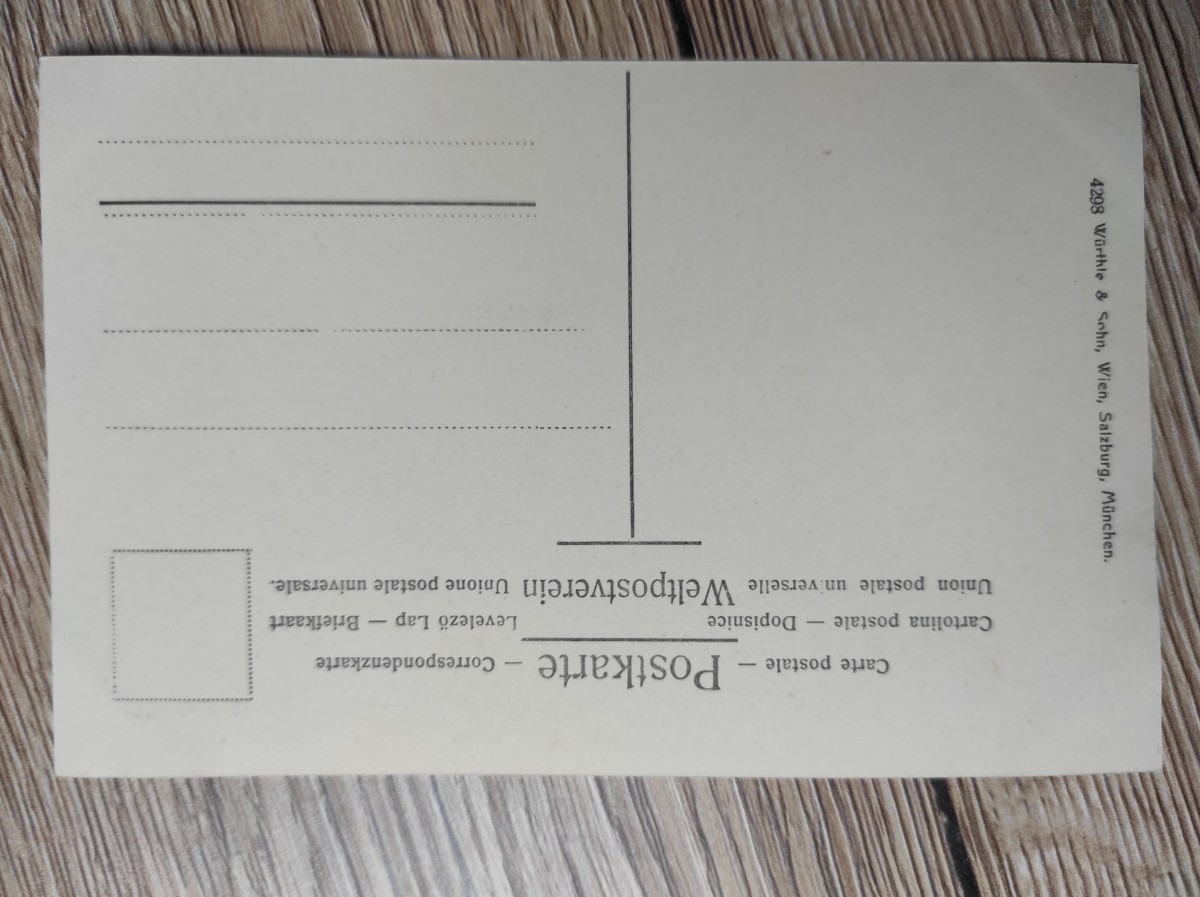 Carte postale — Postkarte — Correspondenzkarte
Cartolina postale — Dopisnice Levelező Lap — Briefkaart
Union postale universelle Weltpostverein Unione postale universale.
4298 Würthle & Sohn, Wien, Salzburg, München.